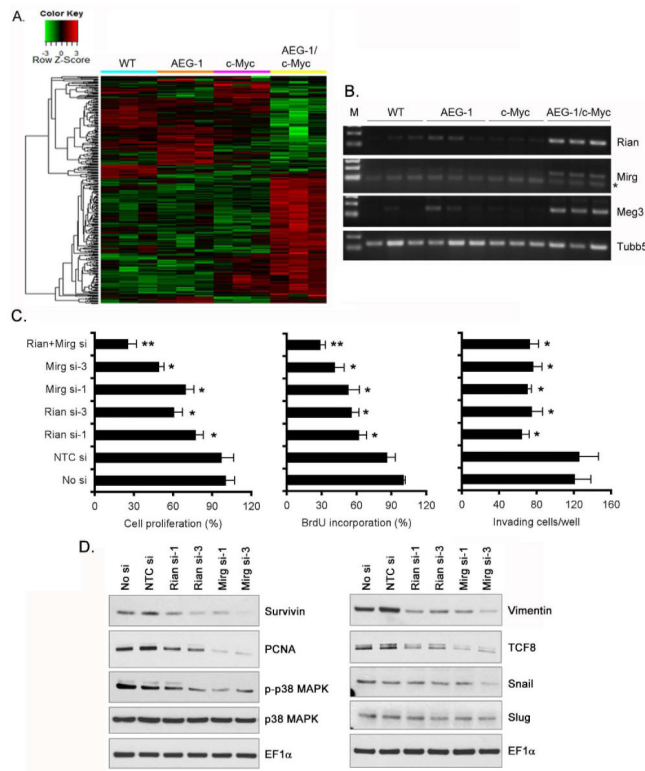 A.
Color Key
-3 0 3
Row Z-Score
WT AEG-1 c-Myc AEG-1/
c-Myc
B.
M WT AEG-1 c-Myc AEG-1/c-Myc
Rian
Mirg
*
Meg3
Tubb5
C.
Rian+Mirg si
Mirg si-3
Mirg si-1
Rian si-3
Rian si-1
NTC si
No si
**
*
*
*
*
0 30 60 90 120
Cell proliferation (%)
**
*
*
*
*
0 30 60 90 120
BrdU incorporation (%)
*
*
*
*
*
0 40 80 120 160
Invading cells/well
D.
No si
NTC si
Rian si-1
Rian si-3
Mirg si-1
Mirg si-3
Survivin
PCNA
p-p38 MAPK
p38 MAPK
EF1α
No si
NTC si
Rian si-1
Rian si-3
Mirg si-1
Mirg si-3
Vimentin
TCF8
Snail
Slug
EF1α